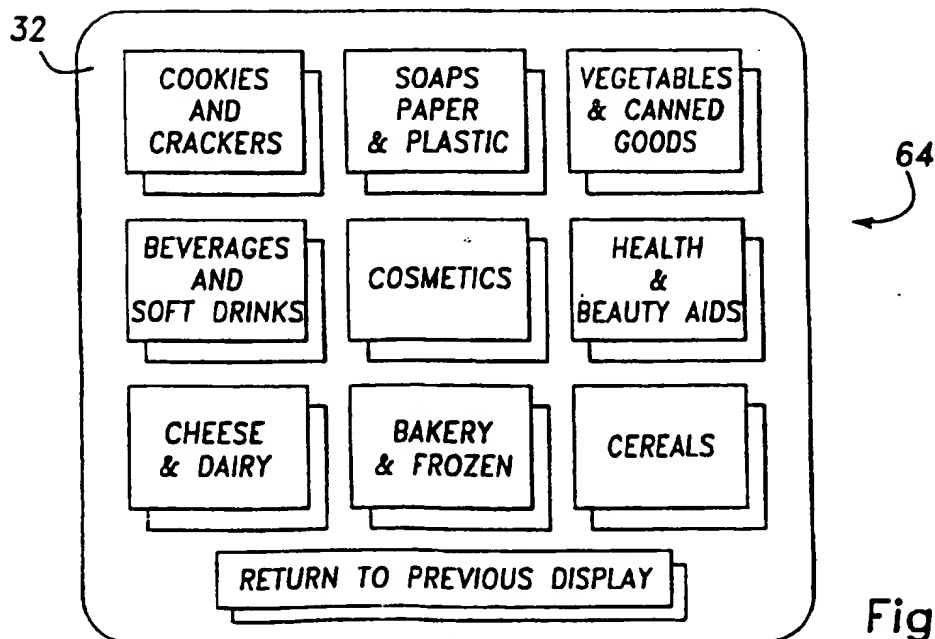 32
COOKIES
AND
CRACKERS
SOAPS
PAPER
& PLASTIC
VEGETABLES
& CANNED
GOODS
64
BEVERAGES
AND
SOFT DRINKS
COSMETICS
HEALTH
&
BEAUTY AIDS
CHEESE
& DAIRY
BAKERY
& FROZEN
CEREALS
RETURN TO PREVIOUS DISPLAY
Fig